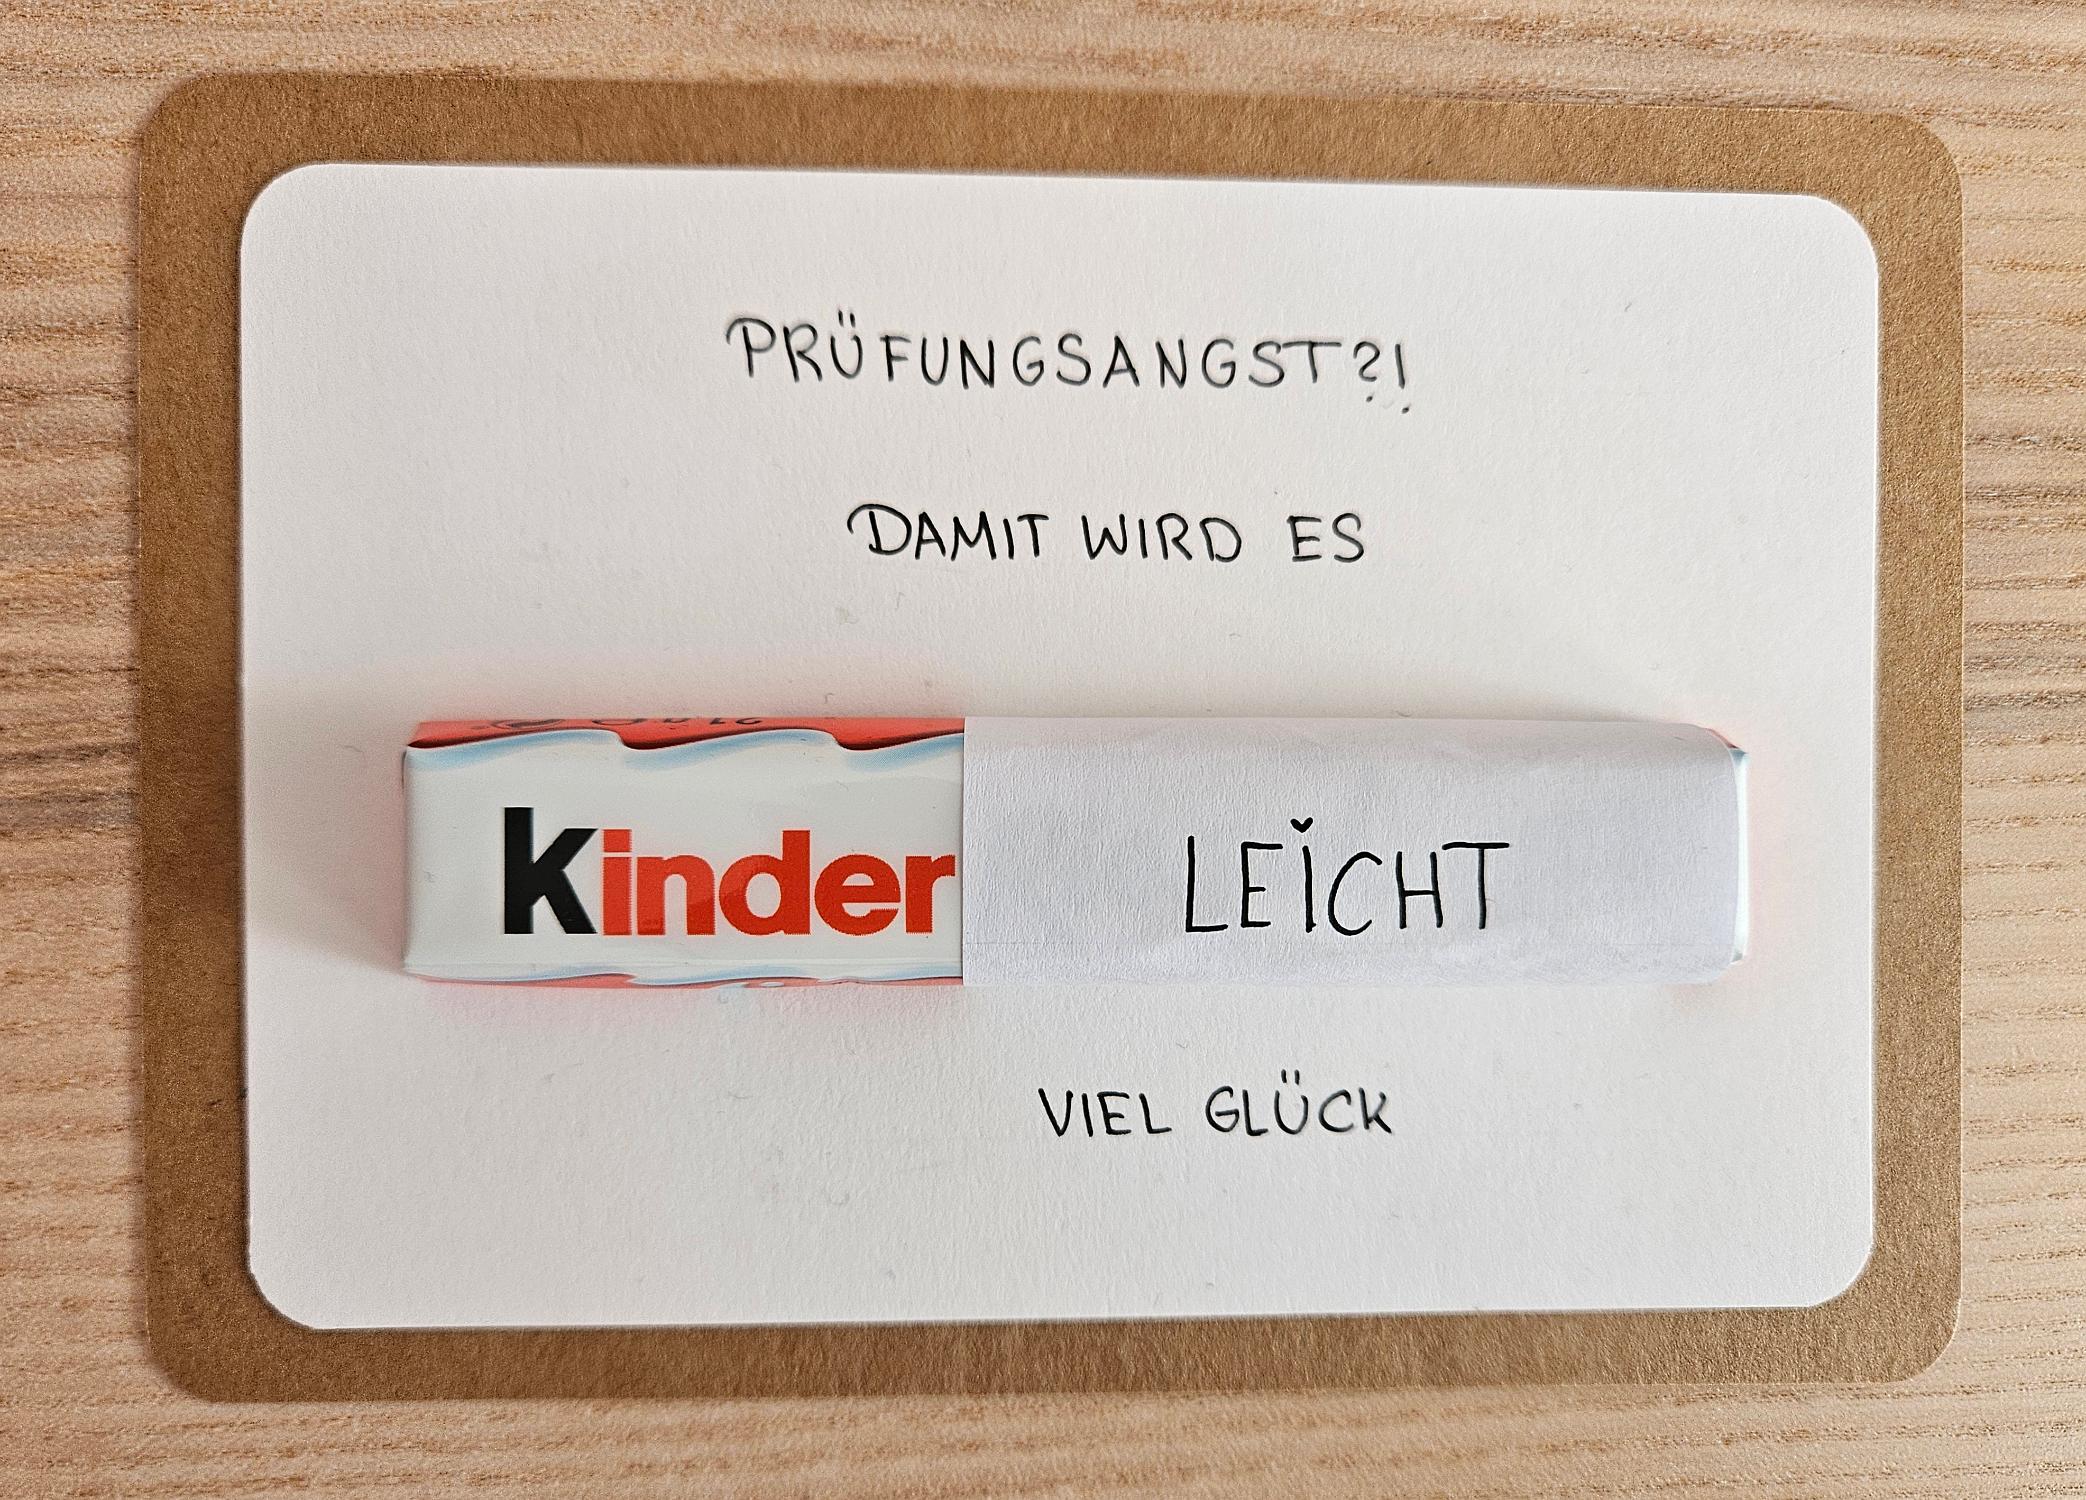 PRÜFUNGSANGST?!
DAMIT WIRD ES
Kinder LEICHT
VIEL GLÜCK